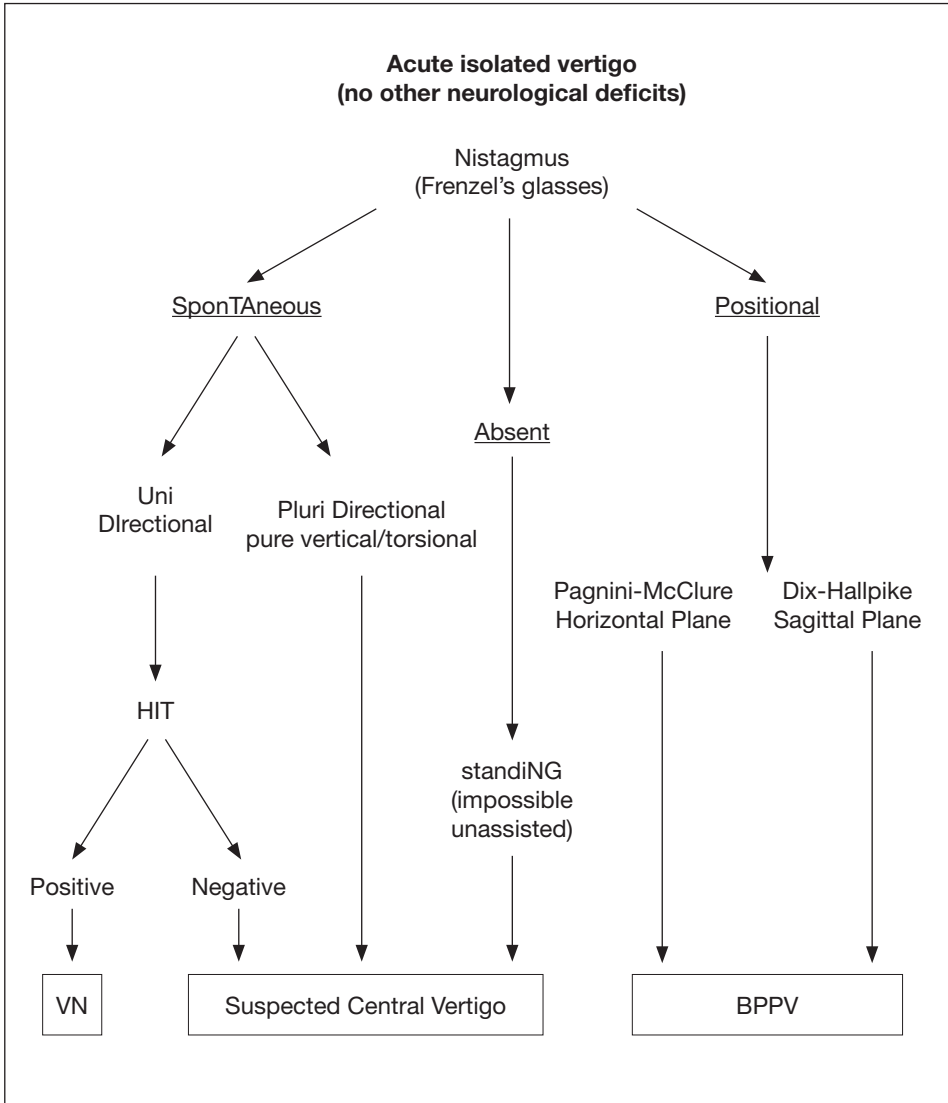 Acute isolated vertigo
(no other neurological deficits)
Nistagmus
(Frenzel's glasses)
SponTAneous
Positional
Absent
Uni
DIrectional
Pluri Directional
pure vertical/torsional
Pagnini-McClure
Horizontal Plane
Dix-Hallpike
Sagittal Plane
HIT
standiNG
(impossible
unassisted)
Positive
Negative
VN
Suspected Central Vertigo
BPPV